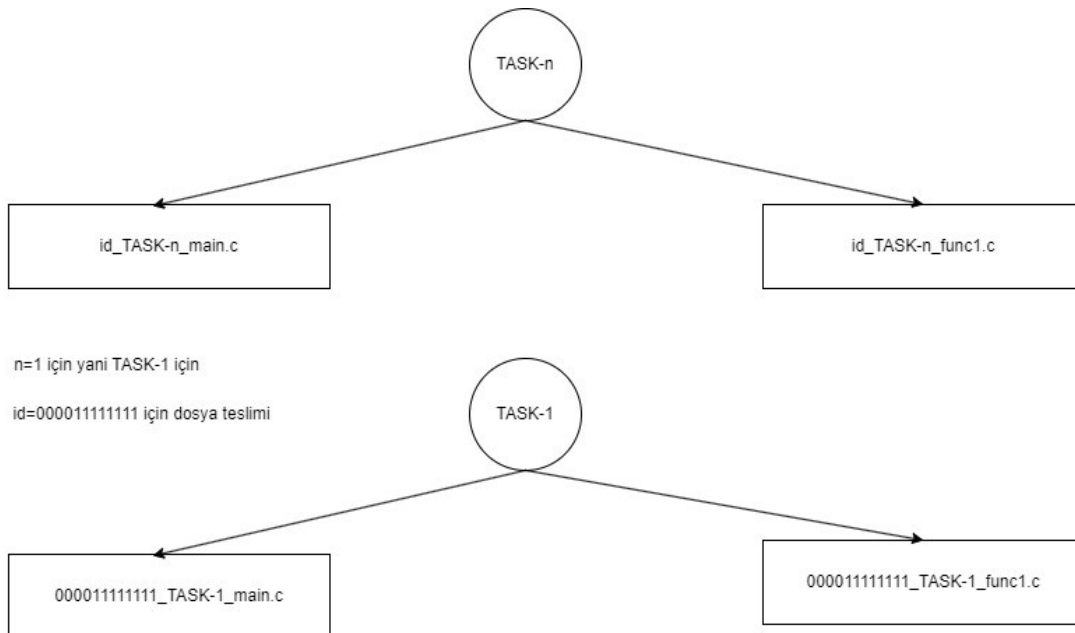 TASK-n
id_TASK-n_main.c
id_TASK-n_func1.c
n=1 için yani TASK-1 için
id=000011111111 için dosya teslimi
TASK-1
000011111111_TASK-1_main.c
000011111111_TASK-1_func1.c